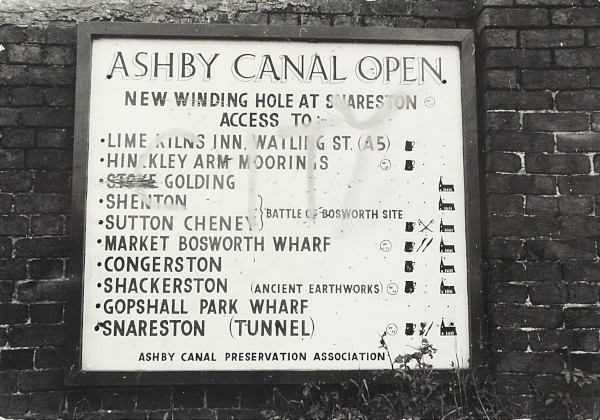 ASHBY CANAL OPEN.
NEW WINDING HOLE AT SNARESTON
ACCESS TO:-
•LIME KILNS INN, WATLING ST. (A5)
•HINCKLEY ARM MOORINGS
•STOKE GOLDING
•SHENTON
BATTLE OF BOSWORTH SITE
•SUTTON CHENEY
•MARKET BOSWORTH WHARF
•CONGERSTON
•SHACKERSTON (ANCIENT EARTHWORKS)
•GOPSHALL PARK WHARF
•SNARESTON (TUNNEL)
ASHBY CANAL PRESERVATION ASSOCIATION